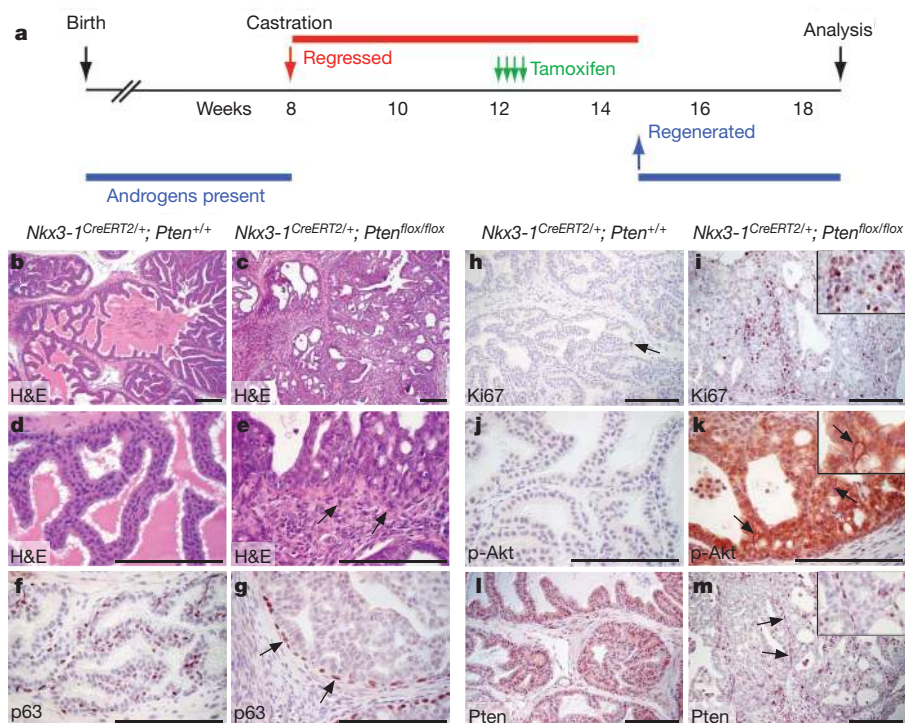 a
Birth
Castration
Analysis
Regressed
Tamoxifen
Weeks 8 10 12 14 16 18
Regenerated
Androgens present
Nkx3-1CreERT2/+; Pten+/+
Nkx3-1CreERT2/+; Ptenflox/flox
Nkx3-1CreERT2/+; Pten+/+
Nkx3-1CreERT2/+; Ptenflox/flox
b
H&E
c
H&E
h
Ki67
i
Ki67
d
H&E
e
H&E
j
p-Akt
k
p-Akt
f
p63
g
p63
l
Pten
m
Pten